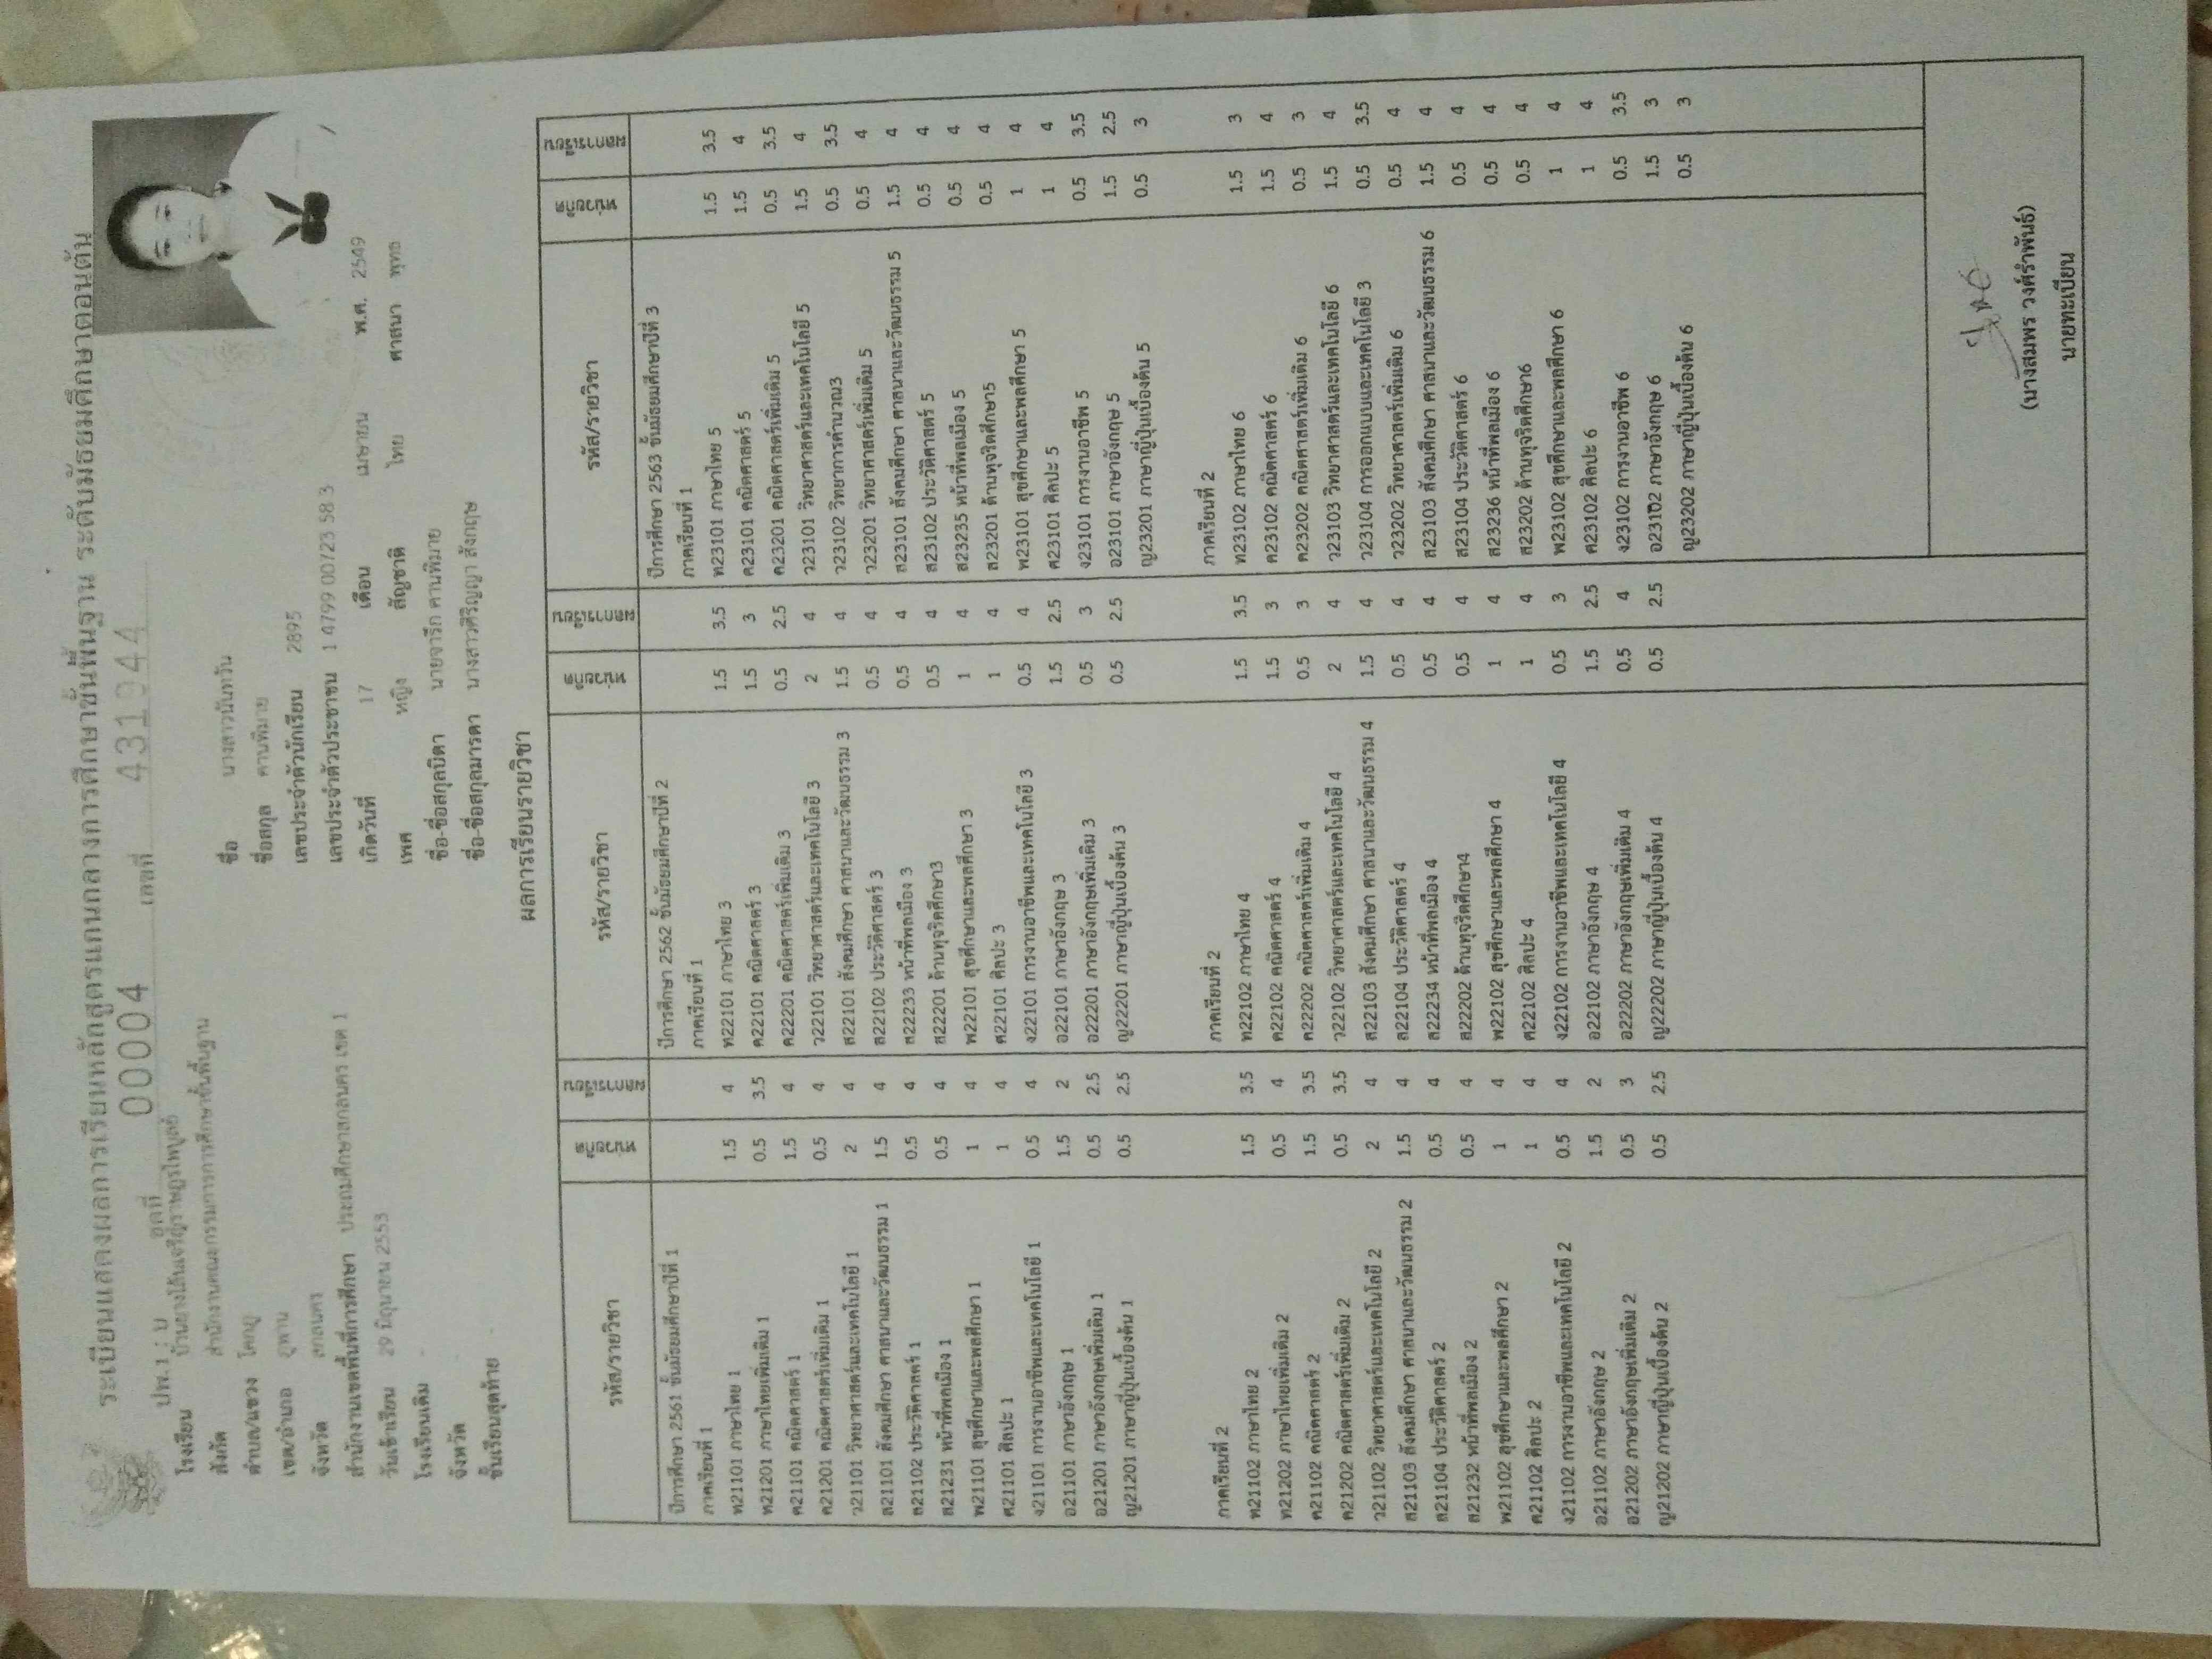 ระเบียนแสดงผลการเรียนหลักสูตรแกนกลางการศึกษาขั้นพื้นฐาน ระดับมัธยมศึกษาตอนต้น
ปพ.1 : บ ชุดที่ 00004 เลขที่ 431944
โรงเรียน
สังกัด สำนักงานคณะกรรมการการศึกษาขั้นพื้นฐาน
ตำบล/แขวง โคกภู
เขต/อำเภอ ภูพาน
จังหวัด สกลนคร
สำนักงานเขตพื้นที่การศึกษา ประถมศึกษาสกลนคร เขต 1
วันเข้าเรียน 29 มิถุนายน 2553
โรงเรียนเดิม -
จังหวัด
ชั้นเรียนสุดท้าย -
ชื่อ นางสาวนันทวัน
ชื่อสกุล คานพิมาย
เลขประจำตัวนักเรียน 2895
เลขประจำตัวประชาชน 1 4799 00723 58 3
เกิดวันที่ 17 เดือน เมษายน พ.ศ. 2549
เพศ หญิง สัญชาติ ไทย ศาสนา พุทธ
ชื่อ-ชื่อสกุลบิดา นายจารึก คานพิมาย
ชื่อ-ชื่อสกุลมารดา นางสาวศิริญญา สังกฤษ
ผลการเรียนรายวิชา
รหัส/รายวิชา หน่วยกิต ผลการเรียน
ปีการศึกษา 2561 ชั้นมัธยมศึกษาปีที่ 1
ภาคเรียนที่ 1
ท21101 ภาษาไทย 1 1.5 4
ท21201 ภาษาไทยเพิ่มเติม 1 0.5 3.5
ค21101 คณิตศาสตร์ 1 1.5 4
ค21201 คณิตศาสตร์เพิ่มเติม 1 0.5 4
ว21101 วิทยาศาสตร์และเทคโนโลยี 1 2 4
ส21101 สังคมศึกษา ศาสนาและวัฒนธรรม 1 1.5 4
ส21102 ประวัติศาสตร์ 1 0.5 4
ส21231 หน้าที่พลเมือง 1 0.5 4
พ21101 สุขศึกษาและพลศึกษา 1 1 4
ศ21101 ศิลปะ 1 1 4
ง21101 การงานอาชีพและเทคโนโลยี 1 0.5 4
อ21101 ภาษาอังกฤษ 1 1.5 2
อ21201 ภาษาอังกฤษเพิ่มเติม 1 0.5 2.5
ญ21201 ภาษาญี่ปุ่นเบื้องต้น 1 0.5 2.5
ภาคเรียนที่ 2
ท21102 ภาษาไทย 2 1.5 3.5
ท21202 ภาษาไทยเพิ่มเติม 2 0.5 4
ค21102 คณิตศาสตร์ 2 1.5 3.5
ค21202 คณิตศาสตร์เพิ่มเติม 2 0.5 3.5
ว21102 วิทยาศาสตร์และเทคโนโลยี 2 2 4
ส21103 สังคมศึกษา ศาสนาและวัฒนธรรม 2 1.5 4
ส21104 ประวัติศาสตร์ 2 0.5 4
ส21232 หน้าที่พลเมือง 2 0.5 4
พ21102 สุขศึกษาและพลศึกษา 2 1 4
ศ21102 ศิลปะ 2 1 4
ง21102 การงานอาชีพและเทคโนโลยี 2 0.5 4
อ21102 ภาษาอังกฤษ 2 1.5 2
อ21202 ภาษาอังกฤษเพิ่มเติม 2 0.5 3
ญ21202 ภาษาญี่ปุ่นเบื้องต้น 2 0.5 2.5
รหัส/รายวิชา หน่วยกิต ผลการเรียน
ปีการศึกษา 2562 ชั้นมัธยมศึกษาปีที่ 2
ภาคเรียนที่ 1
ท22101 ภาษาไทย 3 1.5 3.5
ค22101 คณิตศาสตร์ 3 1.5 3
ค22201 คณิตศาสตร์เพิ่มเติม 3 0.5 2.5
ว22101 วิทยาศาสตร์และเทคโนโลยี 3 2 4
ส22101 สังคมศึกษา ศาสนาและวัฒนธรรม 3 1.5 4
ส22102 ประวัติศาสตร์ 3 0.5 4
ส22233 หน้าที่พลเมือง 3 0.5 4
ส22201 ต้านทุจริตศึกษา3 0.5 4
พ22101 สุขศึกษาและพลศึกษา 3 1 4
ศ22101 ศิลปะ 3 1 4
ง22101 การงานอาชีพและเทคโนโลยี 3 0.5 4
อ22101 ภาษาอังกฤษ 3 1.5 2.5
อ22201 ภาษาอังกฤษเพิ่มเติม 3 0.5 3
ญ22201 ภาษาญี่ปุ่นเบื้องต้น 3 0.5 2.5
ภาคเรียนที่ 2
ท22102 ภาษาไทย 4 1.5 3.5
ค22102 คณิตศาสตร์ 4 1.5 3
ค22202 คณิตศาสตร์เพิ่มเติม 4 0.5 3
ว22102 วิทยาศาสตร์และเทคโนโลยี 4 2 4
ส22103 สังคมศึกษา ศาสนาและวัฒนธรรม 4 1.5 4
ส22104 ประวัติศาสตร์ 4 0.5 4
ส22234 หน้าที่พลเมือง 4 0.5 4
ส22202 ต้านทุจริตศึกษา4 0.5 4
พ22102 สุขศึกษาและพลศึกษา 4 1 4
ศ22102 ศิลปะ 4 1 4
ง22102 การงานอาชีพและเทคโนโลยี 4 0.5 3
อ22102 ภาษาอังกฤษ 4 1.5 2.5
อ22202 ภาษาอังกฤษเพิ่มเติม 4 0.5 4
ญ22202 ภาษาญี่ปุ่นเบื้องต้น 4 0.5 2.5
รหัส/รายวิชา หน่วยกิต ผลการเรียน
ปีการศึกษา 2563 ชั้นมัธยมศึกษาปีที่ 3
ภาคเรียนที่ 1
ท23101 ภาษาไทย 5 1.5 3.5
ค23101 คณิตศาสตร์ 5 1.5 4
ค23201 คณิตศาสตร์เพิ่มเติม 5 0.5 3.5
ว23101 วิทยาศาสตร์และเทคโนโลยี 5 1.5 4
ว23102 วิทยาการคำนวณ3 0.5 3.5
ว23201 วิทยาศาสตร์เพิ่มเติม 5 0.5 4
ส23101 สังคมศึกษา ศาสนาและวัฒนธรรม 5 1.5 4
ส23102 ประวัติศาสตร์ 5 0.5 4
ส23235 หน้าที่พลเมือง 5 0.5 4
ส23201 ต้านทุจริตศึกษา5 0.5 4
พ23101 สุขศึกษาและพลศึกษา 5 1 4
ศ23101 ศิลปะ 5 1 4
ง23101 การงานอาชีพ 5 0.5 3.5
อ23101 ภาษาอังกฤษ 5 1.5 2.5
ญ23201 ภาษาญี่ปุ่นเบื้องต้น 5 0.5 3
ภาคเรียนที่ 2
ท23102 ภาษาไทย 6 1.5 3
ค23102 คณิตศาสตร์ 6 1.5 4
ค23202 คณิตศาสตร์เพิ่มเติม 6 0.5 3
ว23103 วิทยาศาสตร์และเทคโนโลยี 6 1.5 4
ว23104 การออกแบบและเทคโนโลยี 3 0.5 3.5
ว23202 วิทยาศาสตร์เพิ่มเติม 6 0.5 4
ส23103 สังคมศึกษา ศาสนาและวัฒนธรรม 6 1.5 4
ส23104 ประวัติศาสตร์ 6 0.5 4
ส23236 หน้าที่พลเมือง 6 0.5 4
ส23202 ต้านทุจริตศึกษา6 0.5 4
พ23102 สุขศึกษาและพลศึกษา 6 1 4
ศ23102 ศิลปะ 6 1 4
ง23102 การงานอาชีพ 6 0.5 3.5
อ23102 ภาษาอังกฤษ 6 1.5 3
ญ23202 ภาษาญี่ปุ่นเบื้องต้น 6 0.5 3
(นางสมพร วงศ์รำพันธ์)
นายทะเบียน